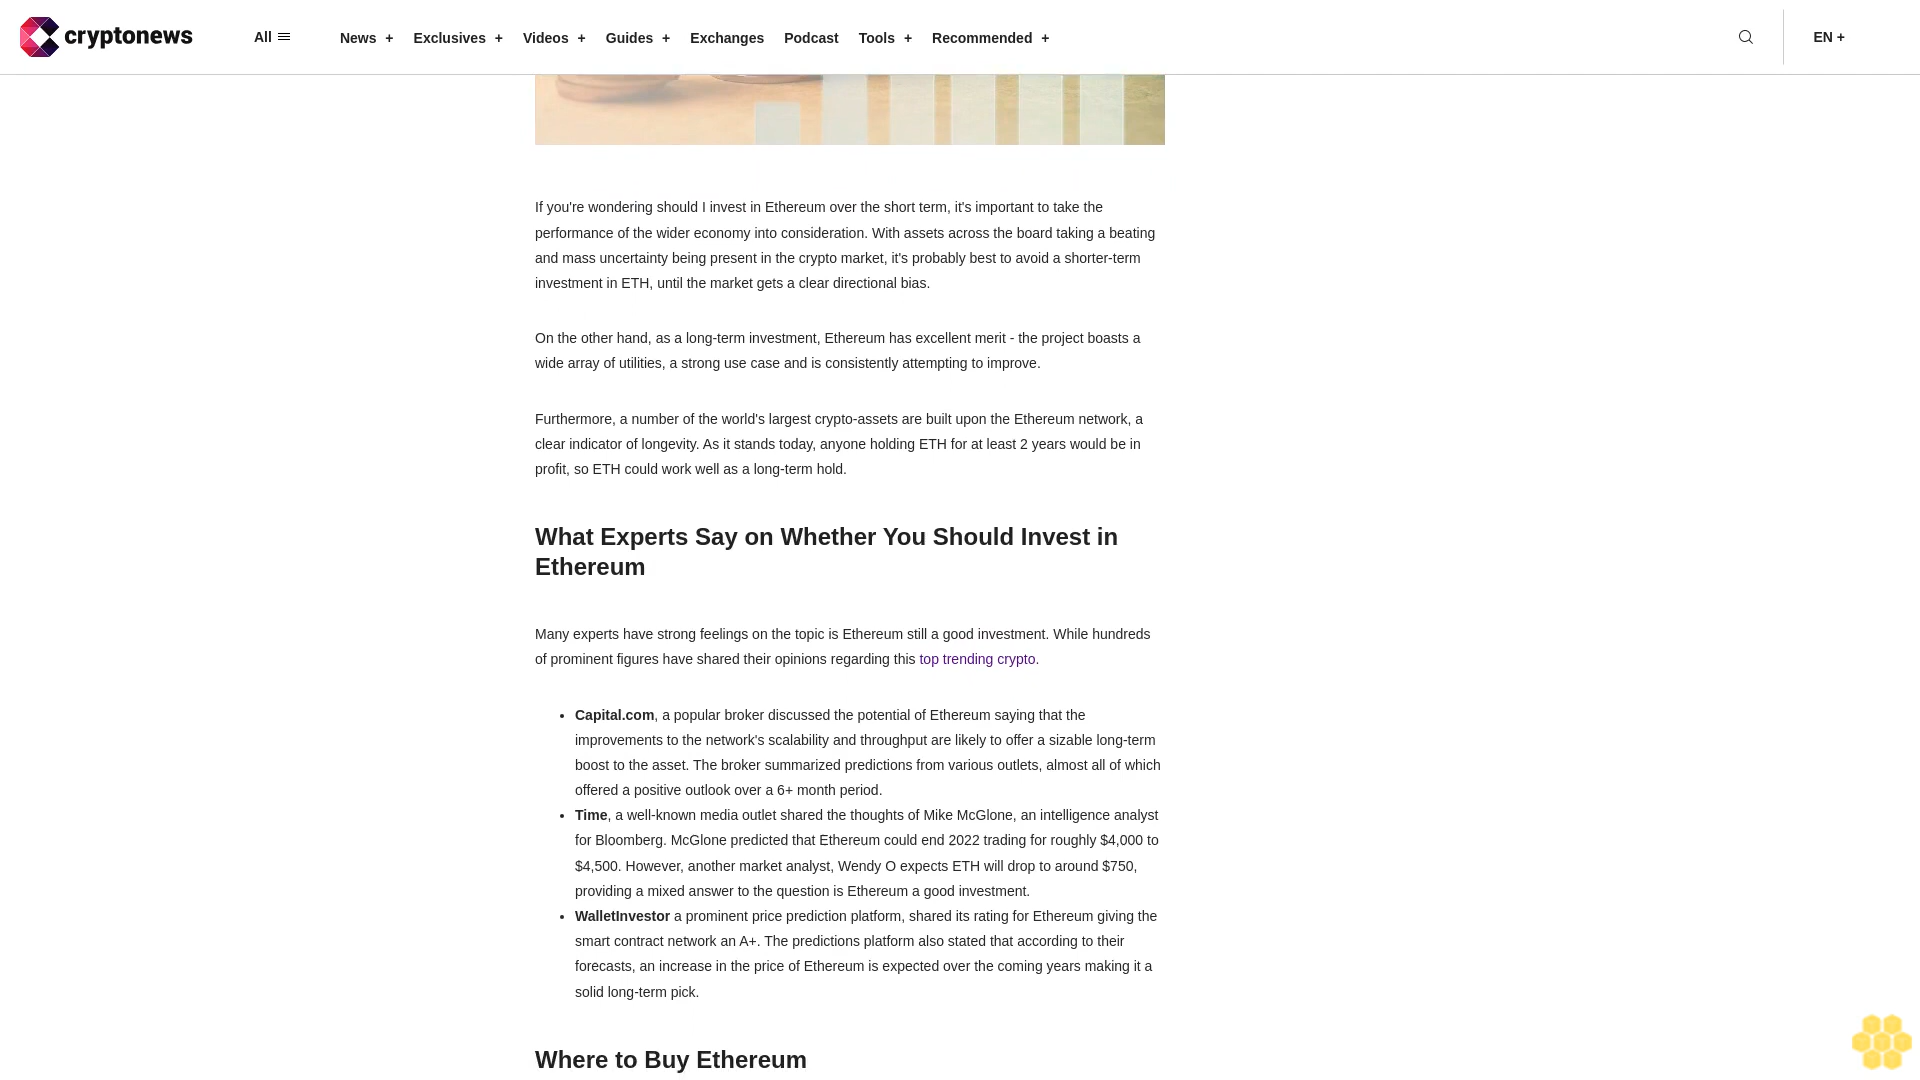 cryptonews All News + Exclusives + Videos + Guides + Exchanges Podcast Tools + Recommended + EN +
If you're wondering should I invest in Ethereum over the short term, it's important to take the
performance of the wider economy into consideration. With assets across the board taking a beating
and mass uncertainty being present in the crypto market, it's probably best to avoid a shorter-term
investment in ETH, until the market gets a clear directional bias.
On the other hand, as a long-term investment, Ethereum has excellent merit - the project boasts a
wide array of utilities, a strong use case and is consistently attempting to improve.
Furthermore, a number of the world's largest crypto-assets are built upon the Ethereum network, a
clear indicator of longevity. As it stands today, anyone holding ETH for at least 2 years would be in
profit, so ETH could work well as a long-term hold.
What Experts Say on Whether You Should Invest in
Ethereum
Many experts have strong feelings on the topic is Ethereum still a good investment. While hundreds
of prominent figures have shared their opinions regarding this top trending crypto.
• Capital.com, a popular broker discussed the potential of Ethereum saying that the
improvements to the network's scalability and throughput are likely to offer a sizable long-term
boost to the asset. The broker summarized predictions from various outlets, almost all of which
offered a positive outlook over a 6+ month period.
• Time, a well-known media outlet shared the thoughts of Mike McGlone, an intelligence analyst
for Bloomberg. McGlone predicted that Ethereum could end 2022 trading for roughly $4,000 to
$4,500. However, another market analyst, Wendy O expects ETH will drop to around $750,
providing a mixed answer to the question is Ethereum a good investment.
• WalletInvestor a prominent price prediction platform, shared its rating for Ethereum giving the
smart contract network an A+. The predictions platform also stated that according to their
forecasts, an increase in the price of Ethereum is expected over the coming years making it a
solid long-term pick.
Where to Buy Ethereum